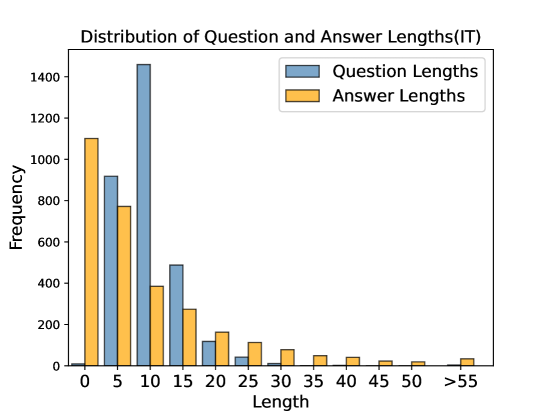 Distribution of Question and Answer Lengths(IT)
Question Lengths
Answer Lengths
1400
1200
1000
800
600
400
200
0
Frequency
0 5 10 15 20 25 30 35 40 45 50 >55
Length